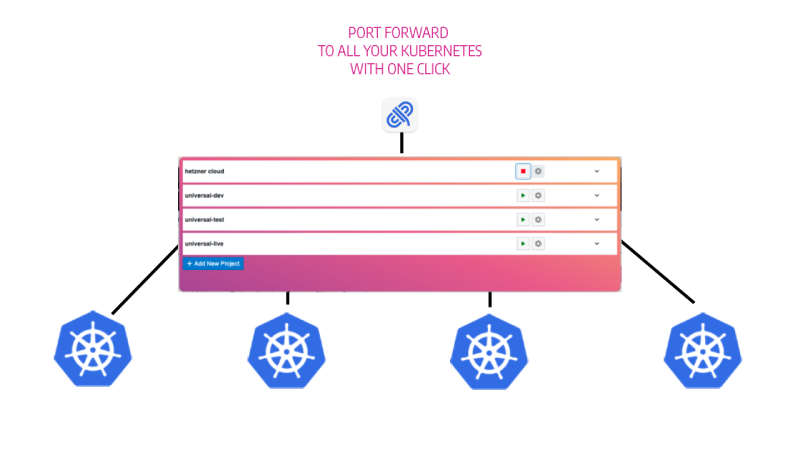 PORT FORWARD
TO ALL YOUR KUBERNETES
WITH ONE CLICK
hetzner cloud
universal-dev
universal-test
universal-live
+ Add New Project